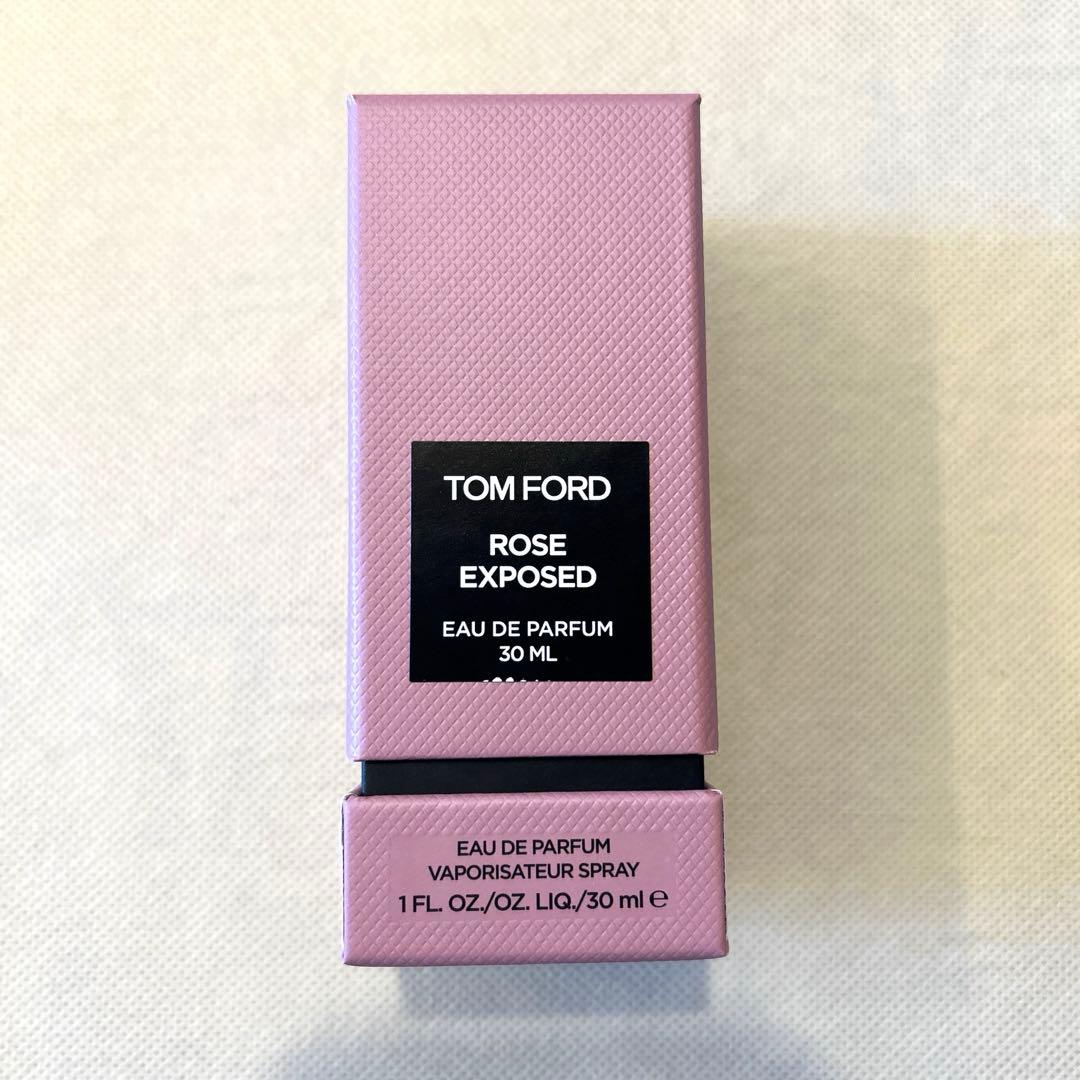 TOM FORD
ROSE
EXPOSED
EAU DE PARFUM
30 ML
EAU DE PARFUM
VAPORISATEUR SPRAY
1 FL. OZ./OZ. LIQ./30 ml ℮